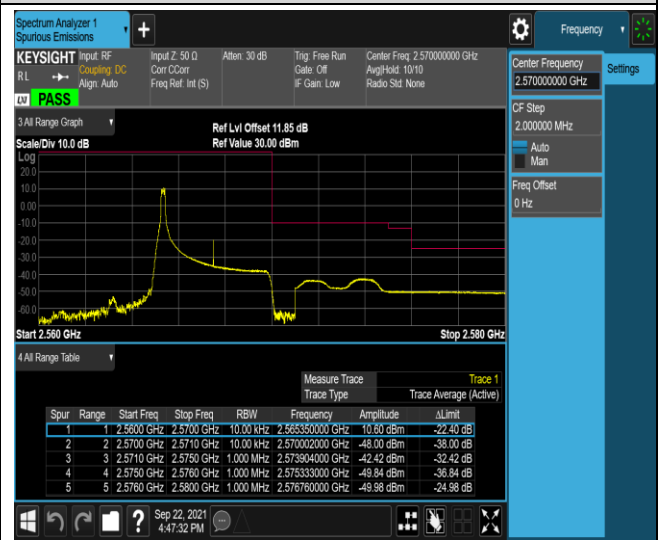 Spectrum Analyzer 1
Spurious Emissions
Frequency
KEYSIGHT Input: RF Input Z: 50 Ω Atten: 30 dB Trig: Free Run Center Freq: 2.570000000 GHz
RL Coupling: DC Corr CCorr Gate: Off Avg|Hold: 10/10
Align: Auto Freq Ref: Int (S) IF Gain: Low Radio Std: None
LXI PASS
Center Frequency
2.570000000 GHz
Settings
CF Step
2.000000 MHz
Auto
Man
Freq Offset
0 Hz
3 All Range Graph
Ref Lvl Offset 11.85 dB
Scale/Div 10.0 dB Ref Value 30.00 dBm
Log
20.0
10.0
0.00
-10.0
-20.0
-30.0
-40.0
-50.0
-60.0
Start 2.560 GHz Stop 2.580 GHz
4 All Range Table
Measure Trace Trace 1
Trace Type Trace Average (Active)
Spur Range Start Freq Stop Freq RBW Frequency Amplitude ΔLimit
1 1 2.5600 GHz 2.5700 GHz 10.00 kHz 2.565350000 GHz 10.60 dBm -22.40 dB
2 2 2.5700 GHz 2.5710 GHz 10.00 kHz 2.570002000 GHz -48.00 dBm -38.00 dB
3 3 2.5710 GHz 2.5750 GHz 1.000 MHz 2.573904000 GHz -42.42 dBm -32.42 dB
4 4 2.5750 GHz 2.5760 GHz 1.000 MHz 2.575333000 GHz -49.84 dBm -36.84 dB
5 5 2.5760 GHz 2.5800 GHz 1.000 MHz 2.576760000 GHz -49.98 dBm -24.98 dB
Sep 22, 2021
4:47:32 PM